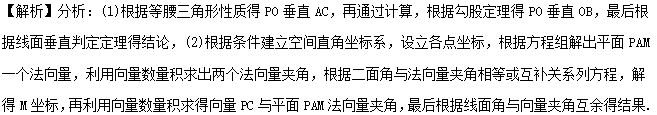 【解析】分析：(1)根据等腰三角形性质得 PO 垂直 AC，再通过计算，根据勾股定理得 PO 垂直 OB，最后根
据线面垂直判定定理得结论，(2)根据条件建立空间直角坐标系，设立各点坐标，根据方程组解出平面 PAM
一个法向量，利用向量数量积求出两个法向量夹角，根据二面角与法向量夹角相等或互补关系列方程，解
得 M 坐标，再利用向量数量积求得向量 PC 与平面 PAM 法向量夹角，最后根据线面角与向量夹角互余得结果．